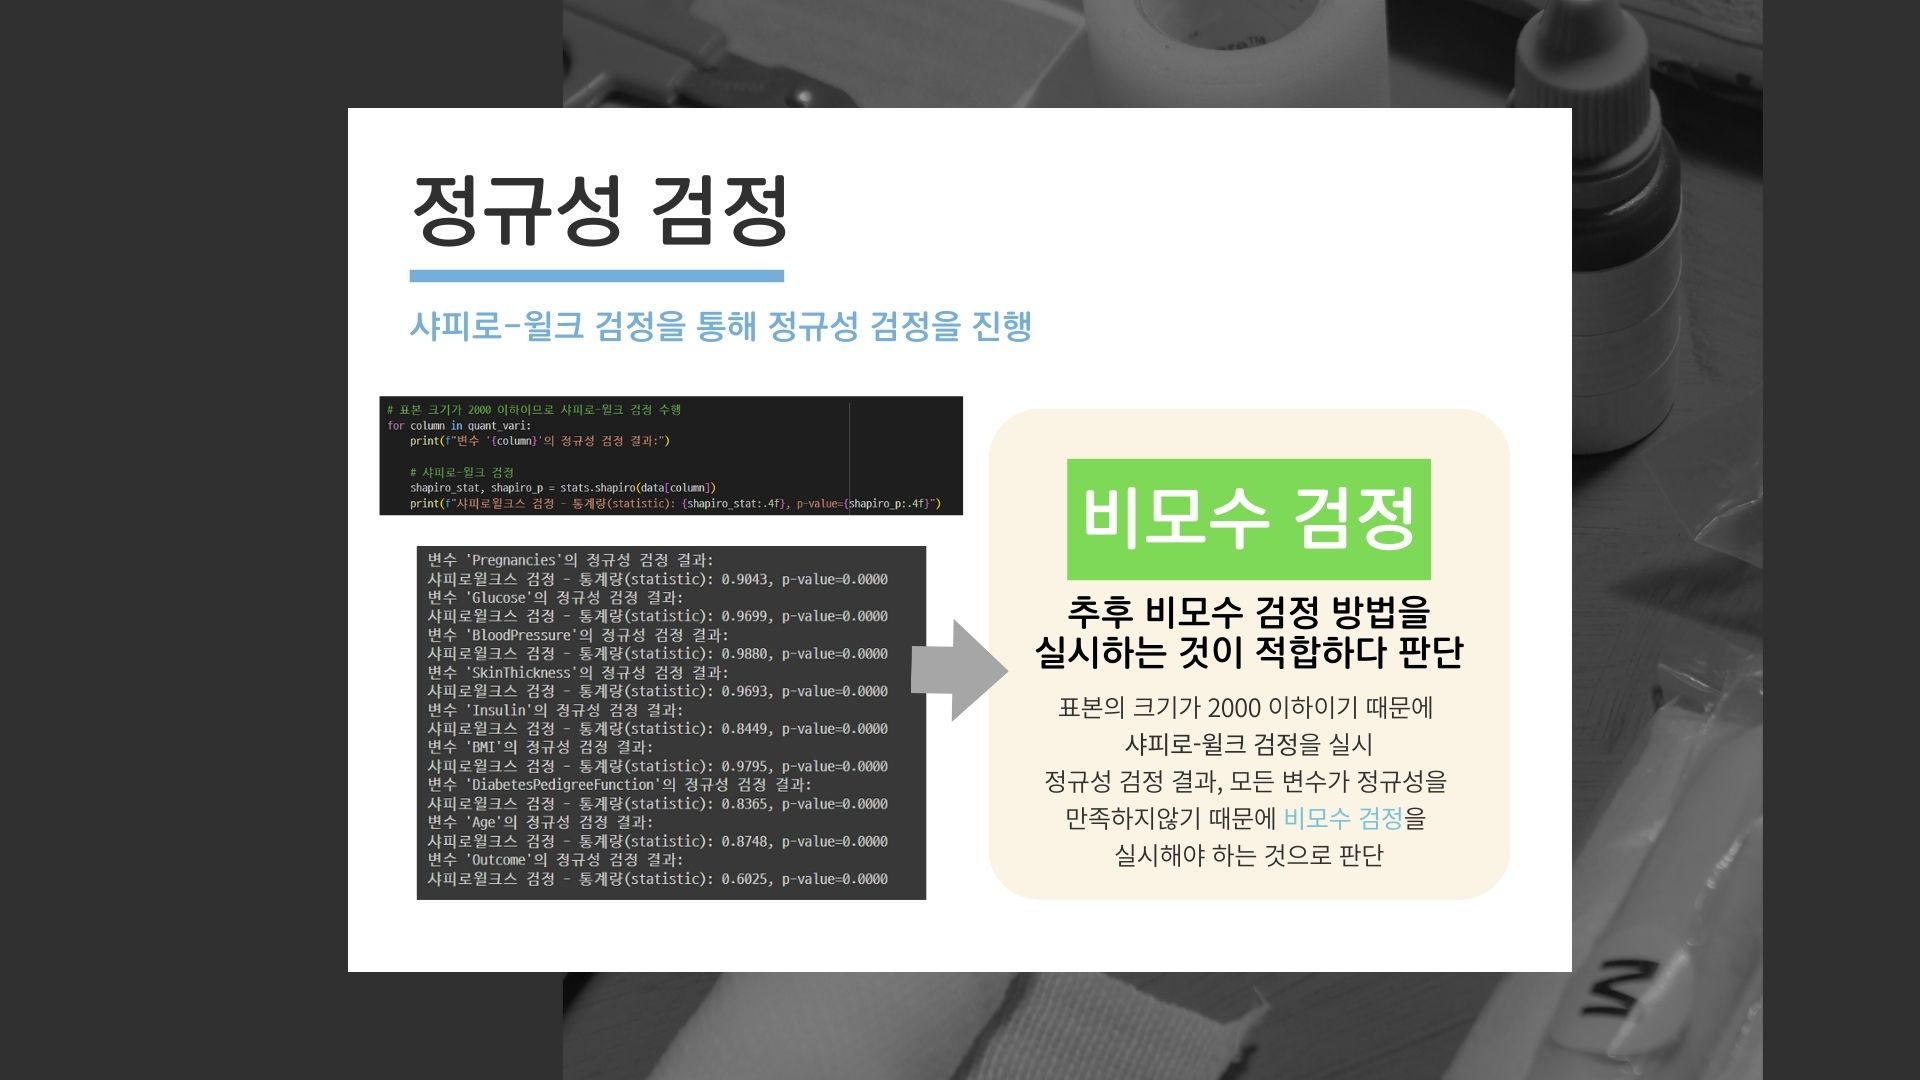 정규성 검정
샤피로-윌크 검정을 통해 정규성 검정을 진행
# 표본 크기가 2000 이하이므로 샤피로-윌크 검정 수행
for column in quant_vari:
print(f"변수 '{column}'의 정규성 검정 결과:")
# 샤피로-윌크 검정
shapiro_stat, shapiro_p = stats.shapiro(data[column])
print(f"샤피로윌크스 검정 - 통계량(statistic): {shapiro_stat:.4f}, p-value={shapiro_p:.4f}")
변수 'Pregnancies'의 정규성 검정 결과:
샤피로윌크스 검정 - 통계량(statistic): 0.9043, p-value=0.0000
변수 'Glucose'의 정규성 검정 결과:
샤피로윌크스 검정 - 통계량(statistic): 0.9699, p-value=0.0000
변수 'BloodPressure'의 정규성 검정 결과:
샤피로윌크스 검정 - 통계량(statistic): 0.9880, p-value=0.0000
변수 'SkinThickness'의 정규성 검정 결과:
샤피로윌크스 검정 - 통계량(statistic): 0.9693, p-value=0.0000
변수 'Insulin'의 정규성 검정 결과:
샤피로윌크스 검정 - 통계량(statistic): 0.8449, p-value=0.0000
변수 'BMI'의 정규성 검정 결과:
샤피로윌크스 검정 - 통계량(statistic): 0.9795, p-value=0.0000
변수 'DiabetesPedigreeFunction'의 정규성 검정 결과:
샤피로윌크스 검정 - 통계량(statistic): 0.8365, p-value=0.0000
변수 'Age'의 정규성 검정 결과:
샤피로윌크스 검정 - 통계량(statistic): 0.8748, p-value=0.0000
변수 'Outcome'의 정규성 검정 결과:
샤피로윌크스 검정 - 통계량(statistic): 0.6025, p-value=0.0000
비모수 검정
추후 비모수 검정 방법을
실시하는 것이 적합하다 판단
표본의 크기가 2000 이하이기 때문에
샤피로-윌크 검정을 실시
정규성 검정 결과, 모든 변수가 정규성을
만족하지않기 때문에 비모수 검정을
실시해야 하는 것으로 판단
M